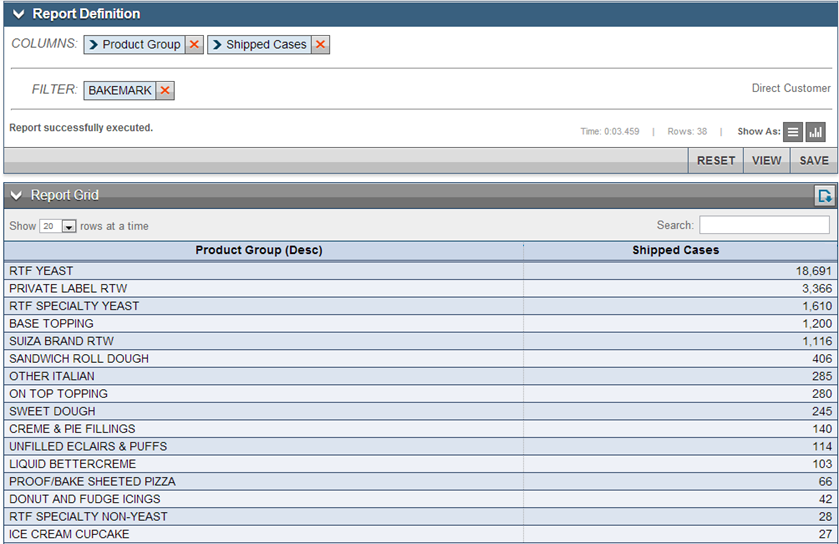 Report Definition
COLUMNS: Product Group Shipped Cases
FILTER: BAKEMARK Direct Customer
Report successfully executed. Time: 0:03.459 | Rows: 38 | Show As:
RESET VIEW SAVE
Report Grid
Show 20 rows at a time Search:
Product Group (Desc) Shipped Cases
RTF YEAST 18,691
PRIVATE LABEL RTW 3,366
RTF SPECIALTY YEAST 1,610
BASE TOPPING 1,200
SUIZA BRAND RTW 1,116
SANDWICH ROLL DOUGH 406
OTHER ITALIAN 285
ON TOP TOPPING 280
SWEET DOUGH 245
CREME & PIE FILLINGS 140
UNFILLED ECLAIRS & PUFFS 114
LIQUID BETTERCREME 103
PROOF/BAKE SHEETED PIZZA 66
DONUT AND FUDGE ICINGS 42
RTF SPECIALTY NON-YEAST 28
ICE CREAM CUPCAKE 27